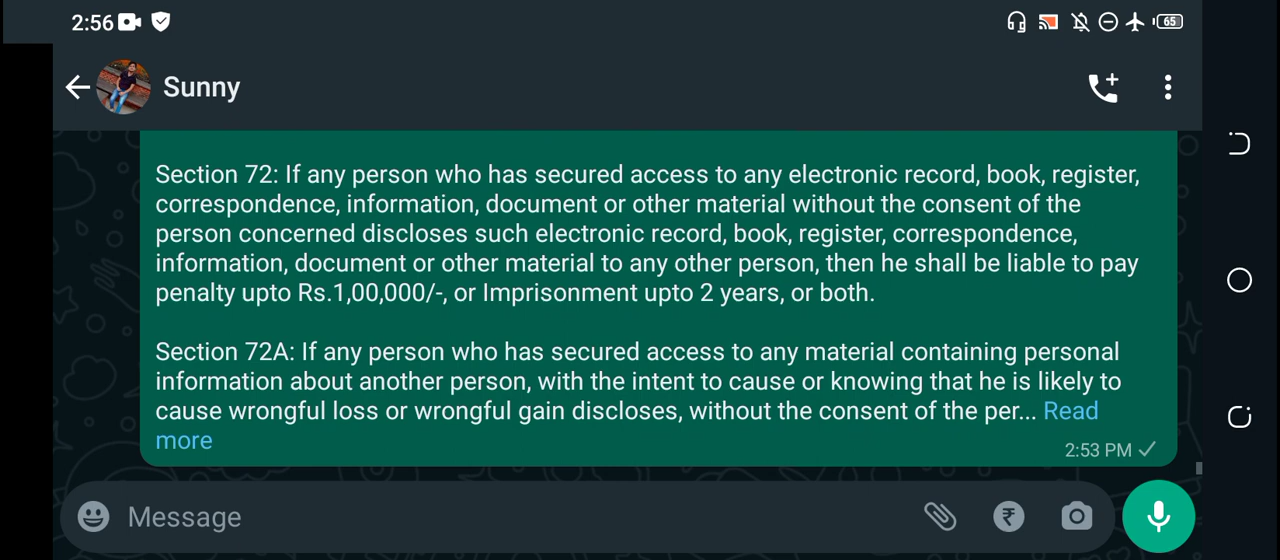 2:56
65
Sunny
Section 72: If any person who has secured access to any electronic record, book, register,
correspondence, information, document or other material without the consent of the
person concerned discloses such electronic record, book, register, correspondence,
information, document or other material to any other person, then he shall be liable to pay
penalty upto Rs.1,00,000/-, or Imprisonment upto 2 years, or both.
Section 72A: If any person who has secured access to any material containing personal
information about another person, with the intent to cause or knowing that he is likely to
cause wrongful loss or wrongful gain discloses, without the consent of the per... Read
more
2:53 PM
Message
₹